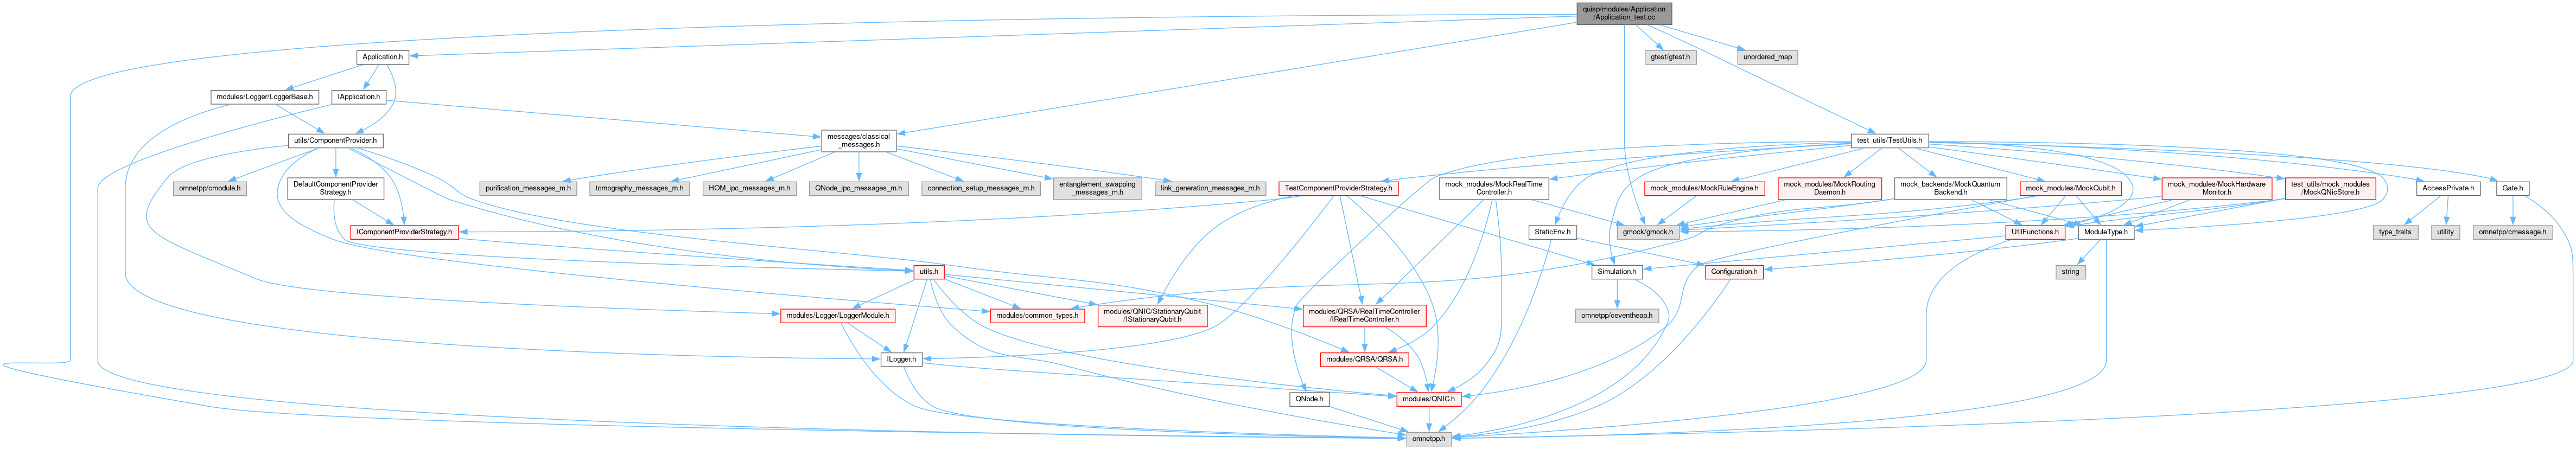 quisp/modules/Application
/Application_test.cc
Application.h
gtest/gtest.h
unordered_map
modules/Logger/LoggerBase.h
IApplication.h
utils/ComponentProvider.h
messages/classical
_messages.h
test_utils/TestUtils.h
omnetpp/cmodule.h
DefaultComponentProvider
Strategy.h
purification_messages_m.h
tomography_messages_m.h
HOM_ipc_messages_m.h
QNode_ipc_messages_m.h
connection_setup_messages_m.h
entanglement_swapping
_messages_m.h
link_generation_messages_m.h
TestComponentProviderStrategy.h
mock_modules/MockRealTime
Controller.h
mock_modules/MockRuleEngine.h
mock_modules/MockRouting
Daemon.h
mock_backends/MockQuantum
Backend.h
mock_modules/MockQubit.h
mock_modules/MockHardware
Monitor.h
test_utils/mock_modules
/MockQNicStore.h
AccessPrivate.h
Gate.h
IComponentProviderStrategy.h
StaticEnv.h
gmock/gmock.h
UtilFunctions.h
ModuleType.h
type_traits
utility
omnetpp/cmessage.h
utils.h
Simulation.h
Configuration.h
string
modules/Logger/LoggerModule.h
modules/common_types.h
modules/QNIC/StationaryQubit
/IStationaryQubit.h
modules/QRSA/RealTimeController
/IRealTimeController.h
omnetpp/ceventheap.h
ILogger.h
modules/QRSA/QRSA.h
QNode.h
modules/QNIC.h
omnetpp.h